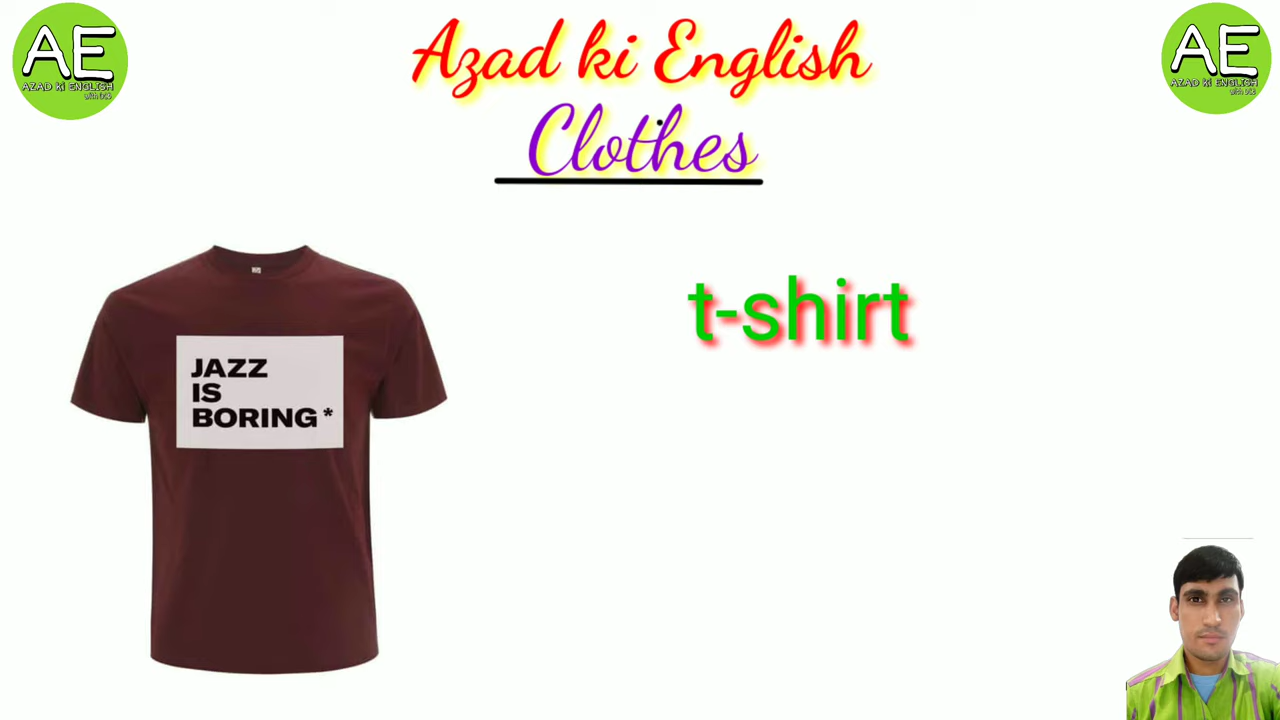 AE
AZAD Ki ENGLISH
Azad ki English
AE
AZAD Ki ENGLISH
Clothes
t-shirt
JAZZ
IS
BORING *